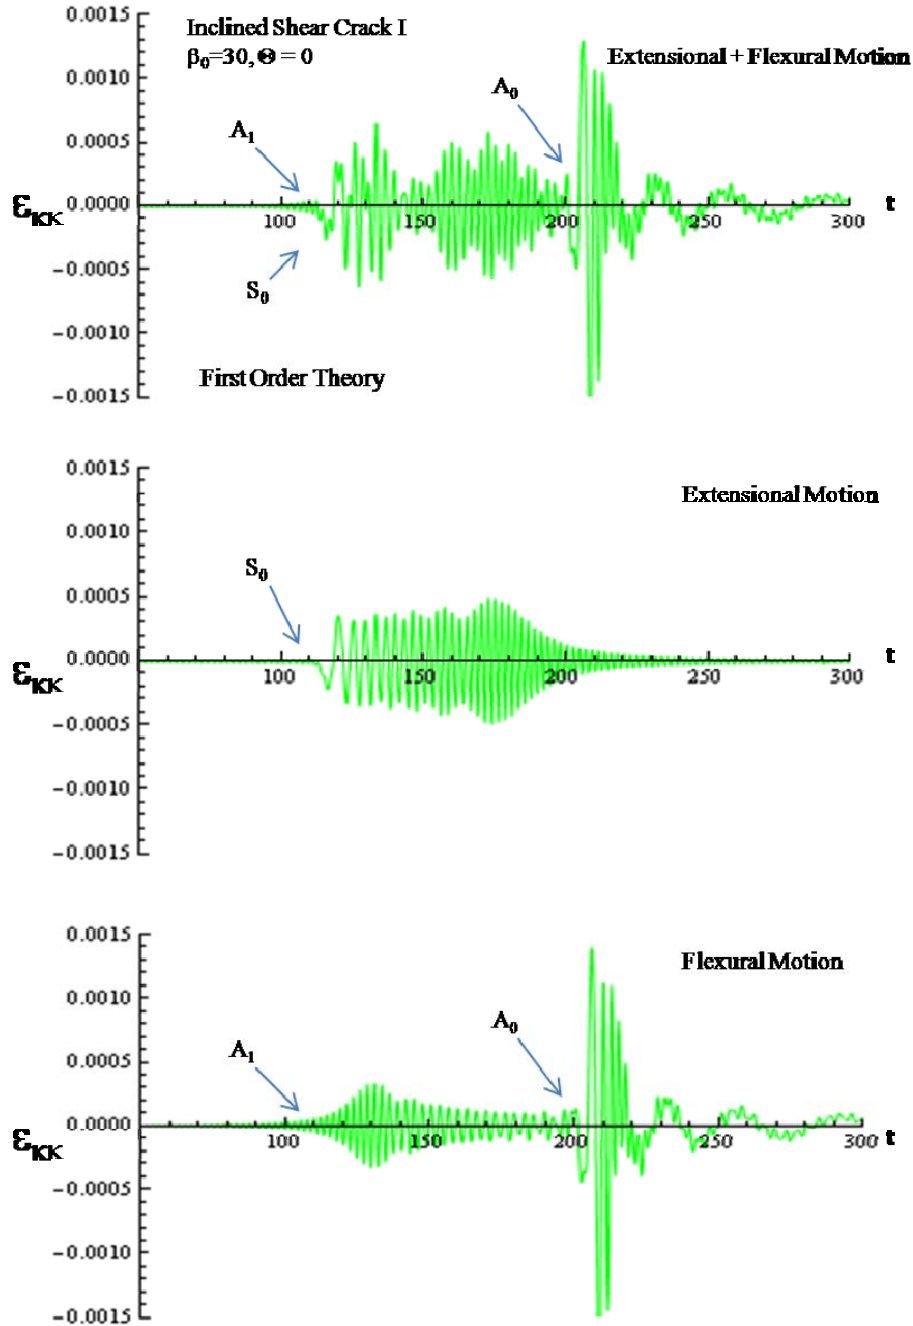 0.0015
Inclined Shear Crack I
β₀=30, Θ = 0
Extensional + Flexural Motion
0.0010
A₀
A₁
0.0005
εKK
0.0000
t
100
150
200
250
300
−0.0005
S₀
−0.0010
First Order Theory
−0.0015
0.0015
Extensional Motion
0.0010
S₀
0.0005
0.0000
t
εKK
100
150
200
250
300
−0.0005
−0.0010
−0.0015
0.0015
Flexural Motion
0.0010
A₀
A₁
0.0005
0.0000
t
εKK
100
150
200
250
300
−0.0005
−0.0010
−0.0015